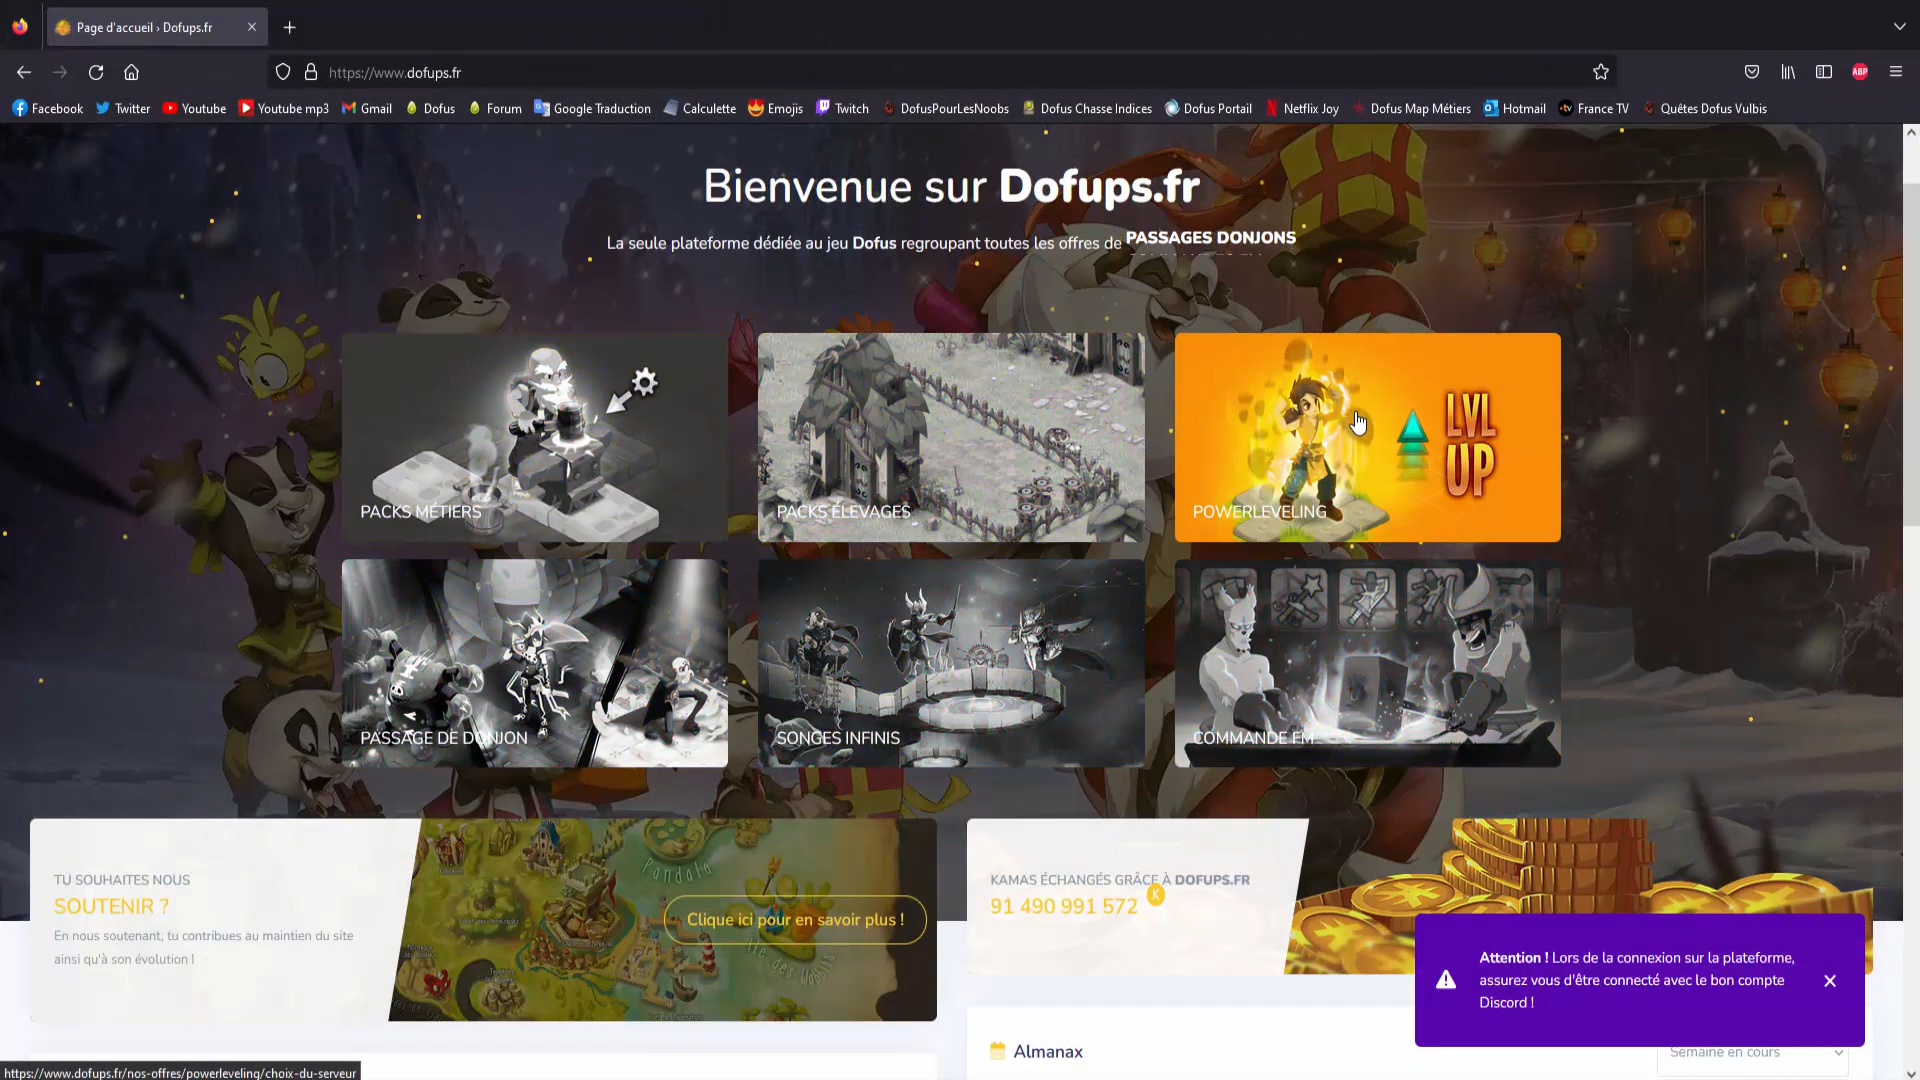 Page d'accueil › Dofups.fr
https://www.dofups.fr
ABP
Facebook Twitter Youtube Youtube mp3 Gmail Dofus Forum Google Traduction Calculette Emojis Twitch DofusPourLesNoobs Dofus Chasse Indices Dofus Portail Netflix Joy Dofus Map Métiers Hotmail France TV Quêtes Dofus Vulbis
Bienvenue sur Dofups.fr
La seule plateforme dédiée au jeu Dofus regroupant toutes les offres de PASSAGES DONJONS
LVL
UP
PACKS MÉTIERS
PACKS ÉLEVAGES
POWERLEVELING
PASSAGE DE DONJON
SONGES INFINIS
COMMANDE FM
TU SOUHAITES NOUS
SOUTENIR ?
En nous soutenant, tu contribues au maintien du site
ainsi qu'à son évolution !
Pandala
Clique ici pour en savoir plus !
Ile des Wabbits
KAMAS ÉCHANGÉS GRÂCE À DOFUPS.FR
91 490 991 572 K
Attention ! Lors de la connexion sur la plateforme,
assurez vous d'être connecté avec le bon compte
Discord !
Almanax
Semaine en cours
https://www.dofups.fr/nos-offres/powerleveling/choix-du-serveur